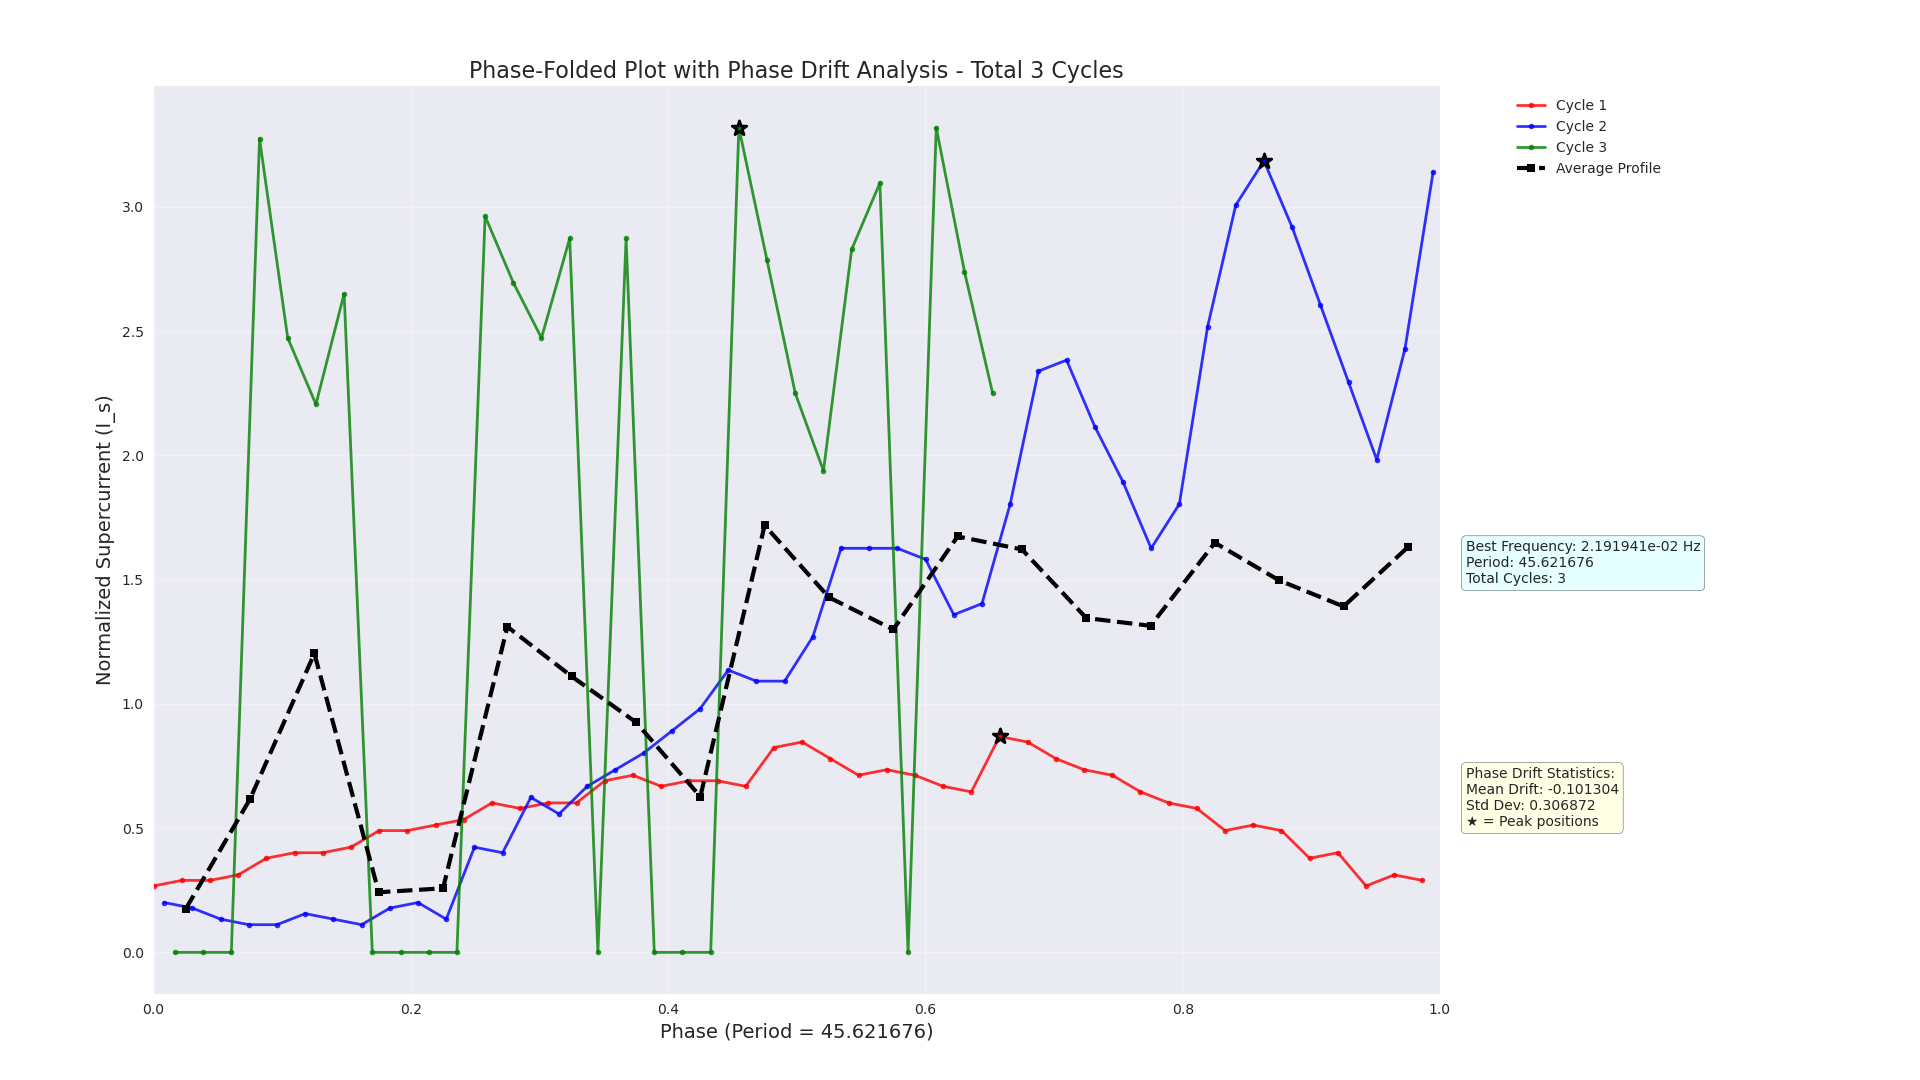 Phase-Folded Plot with Phase Drift Analysis - Total 3 Cycles
Cycle 1
Cycle 2
Cycle 3
Average Profile
Normalized Supercurrent (I_s)
3.0
2.5
2.0
1.5
1.0
0.5
0.0
0.0
0.2
0.4
0.6
0.8
1.0
Phase (Period = 45.621676)
Best Frequency: 2.191941e-02 Hz
Period: 45.621676
Total Cycles: 3
Phase Drift Statistics:
Mean Drift: -0.101304
Std Dev: 0.306872
★ = Peak positions